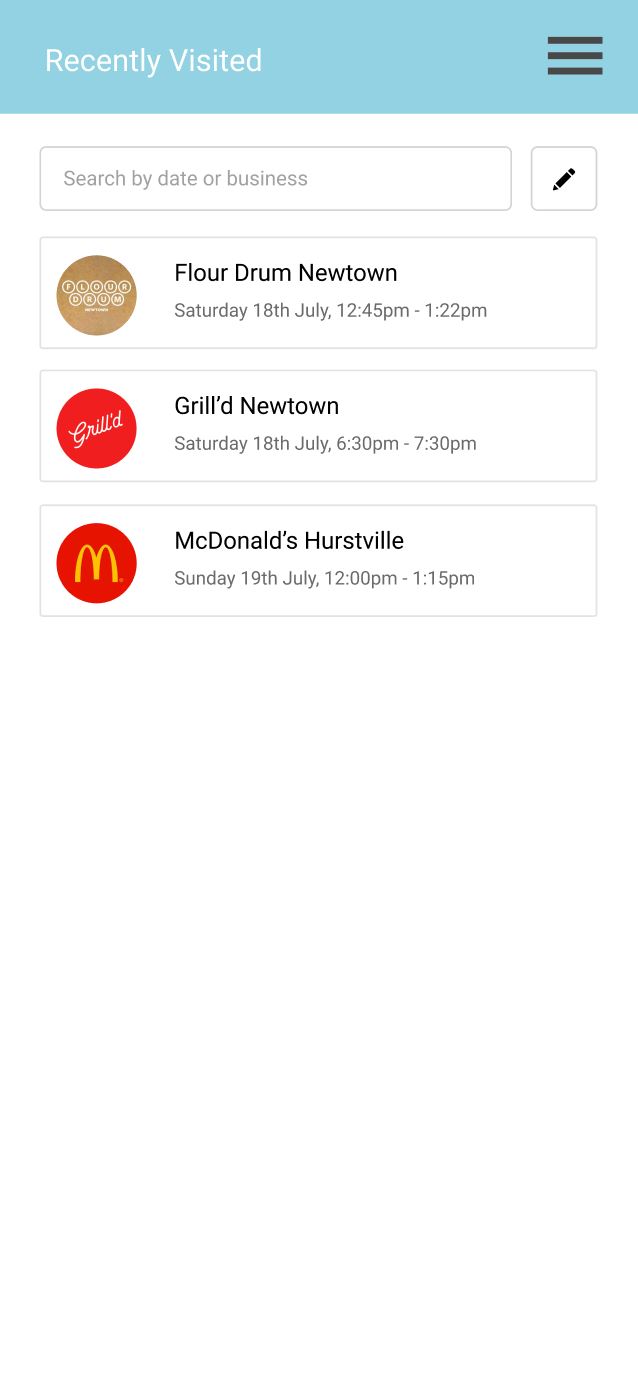 Recently Visited
Search by date or business
FLOUR
DRUM
NEWTOWN
Flour Drum Newtown
Saturday 18th July, 12:45pm - 1:22pm
Grill'd
Grill’d Newtown
Saturday 18th July, 6:30pm - 7:30pm
McDonald’s Hurstville
Sunday 19th July, 12:00pm - 1:15pm